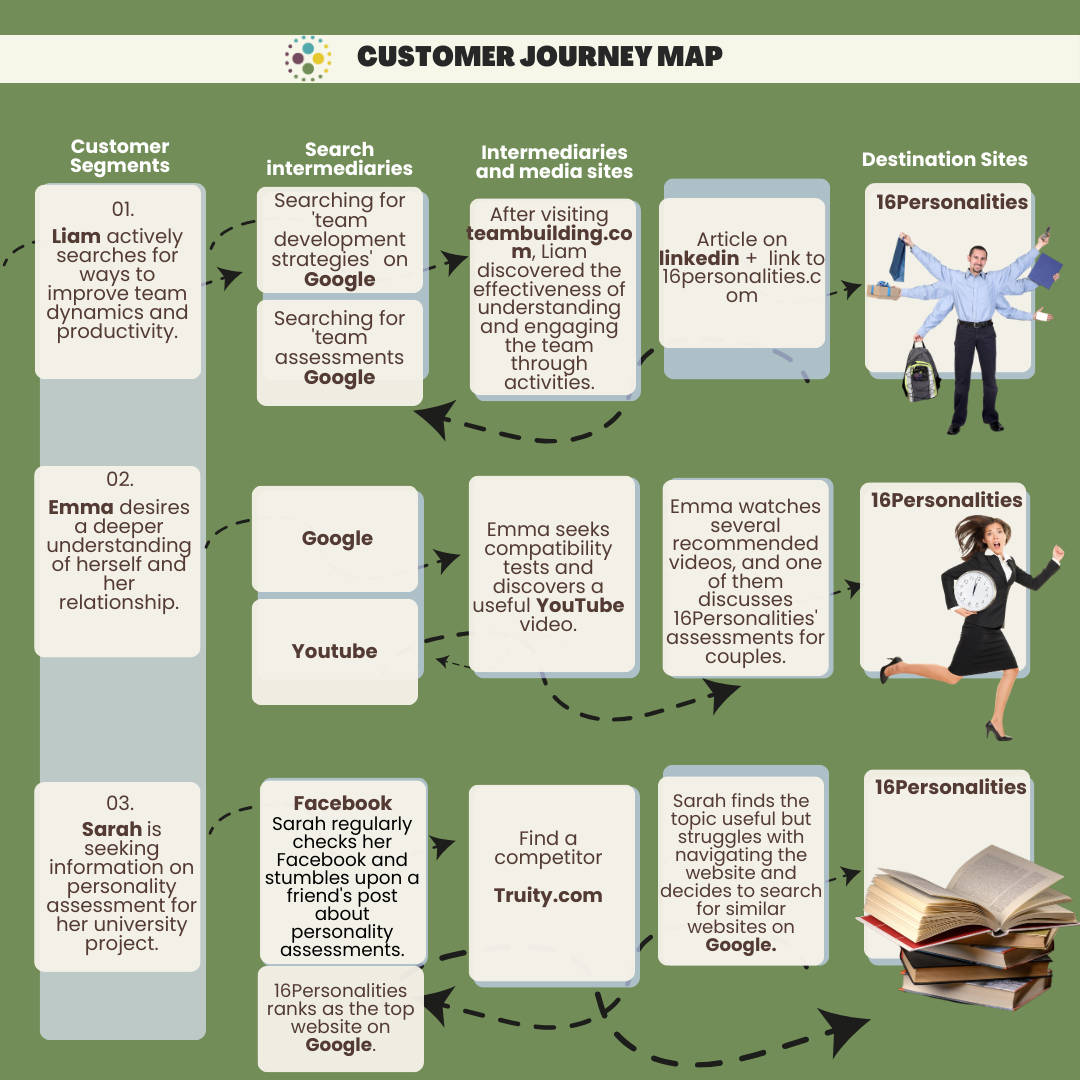 CUSTOMER JOURNEY MAP
Customer
Segments
Search
intermediaries
Intermediaries
and media sites
Destination Sites
01.
Liam actively
searches for
ways to
improve team
dynamics and
productivity.
Searching for
'team
development
strategies' on
Google
Searching for
'team
assessments
Google
After visiting
teambuilding.co
m, Liam
discovered the
effectiveness of
understanding
and engaging
the team
through
activities.
Article on
linkedin + link to
16personalities.c
om
16Personalities
02.
Emma desires
a deeper
understanding
of herself and
her
relationship.
Google
Youtube
Emma seeks
compatibility
tests and
discovers a
useful YouTube
video.
Emma watches
several
recommended
videos, and one
of them
discusses
16Personalities'
assessments for
couples.
16Personalities
03.
Sarah is
seeking
information on
personality
assessment for
her university
project.
Facebook
Sarah regularly
checks her
Facebook and
stumbles upon a
friend's post
about
personality
assessments.
16Personalities
ranks as the top
website on
Google.
Find a
competitor
Truity.com
Sarah finds the
topic useful but
struggles with
navigating the
website and
decides to search
for similar
websites on
Google.
16Personalities